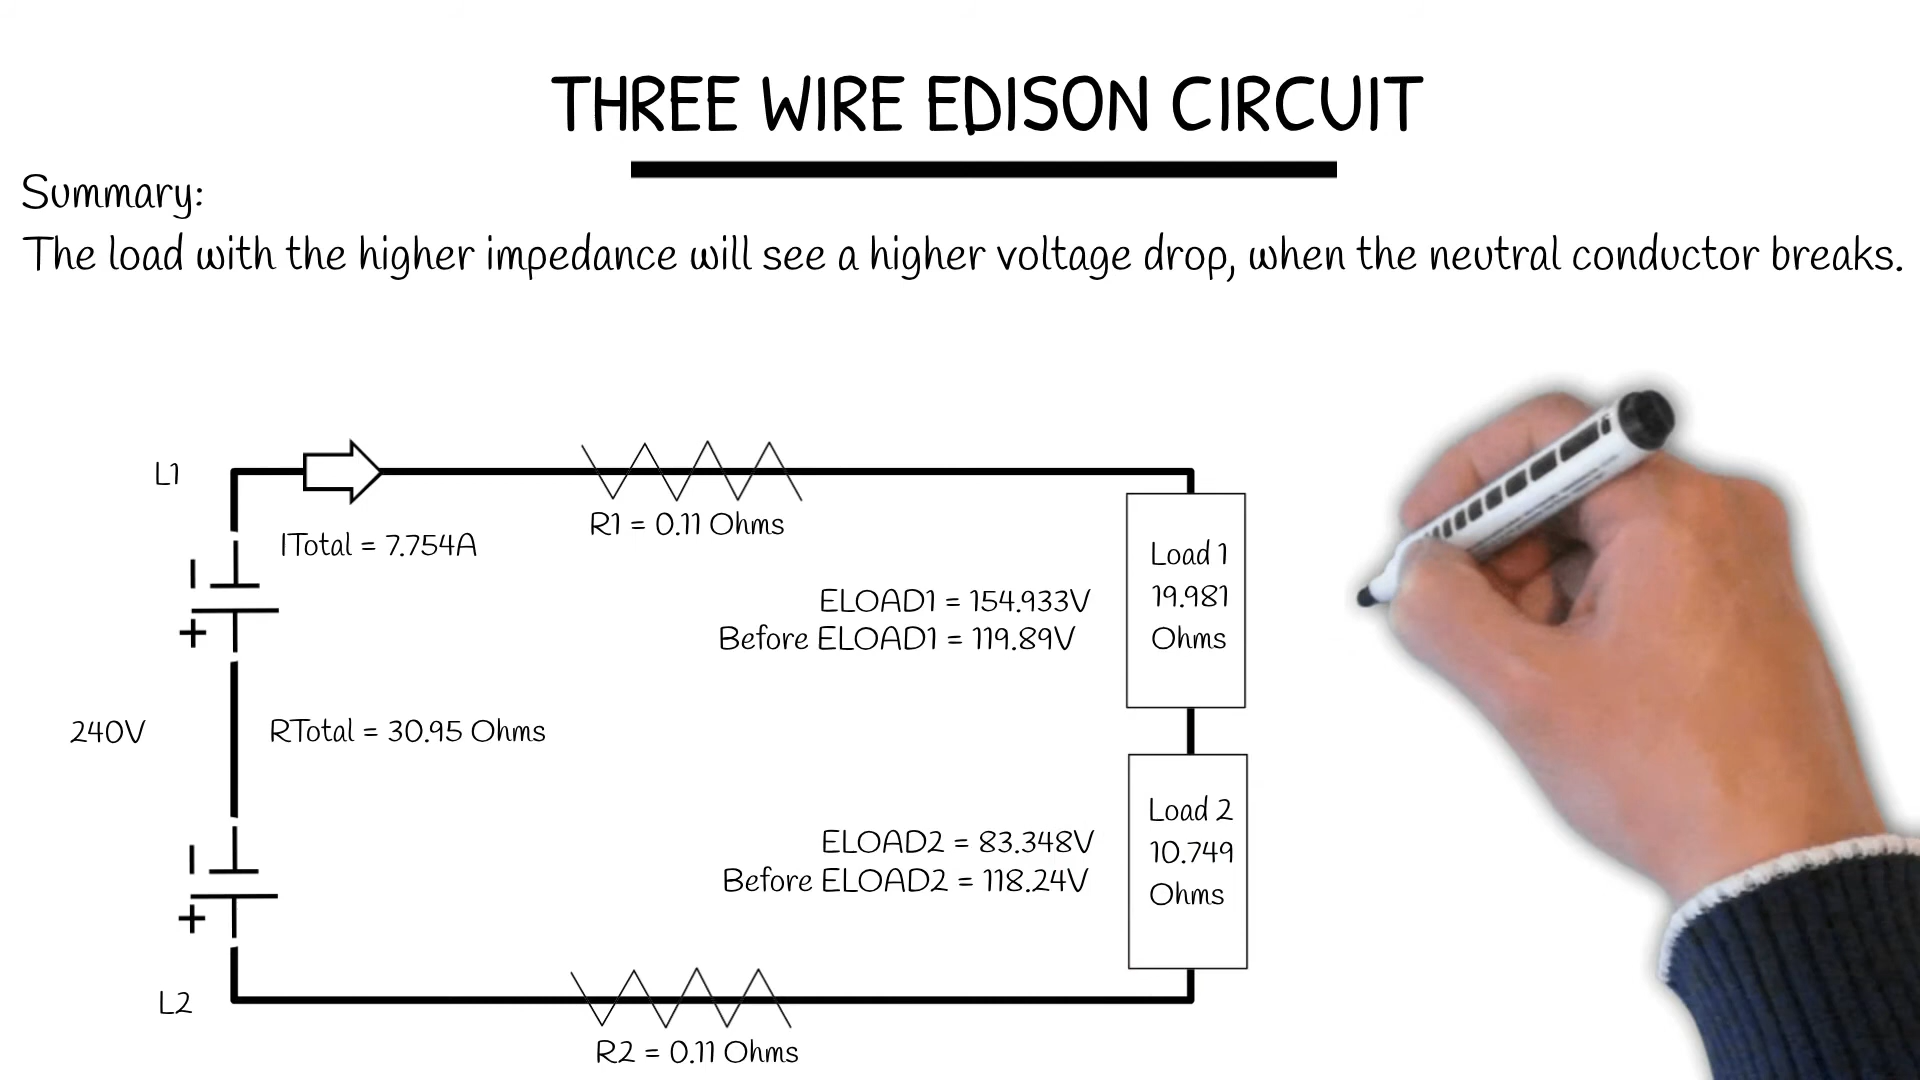 THREE WIRE EDISON CIRCUIT
Summary:
The load with the higher impedance will see a higher voltage drop, when the neutral conductor breaks.
L1
R1 = 0.11 Ohms
ITotal = 7.754A
Load 1
19.981
Ohms
ELOAD1 = 154.933V
Before ELOAD1 = 119.89V
240V
RTotal = 30.95 Ohms
Load 2
10.749
Ohms
ELOAD2 = 83.348V
Before ELOAD2 = 118.24V
L2
R2 = 0.11 Ohms